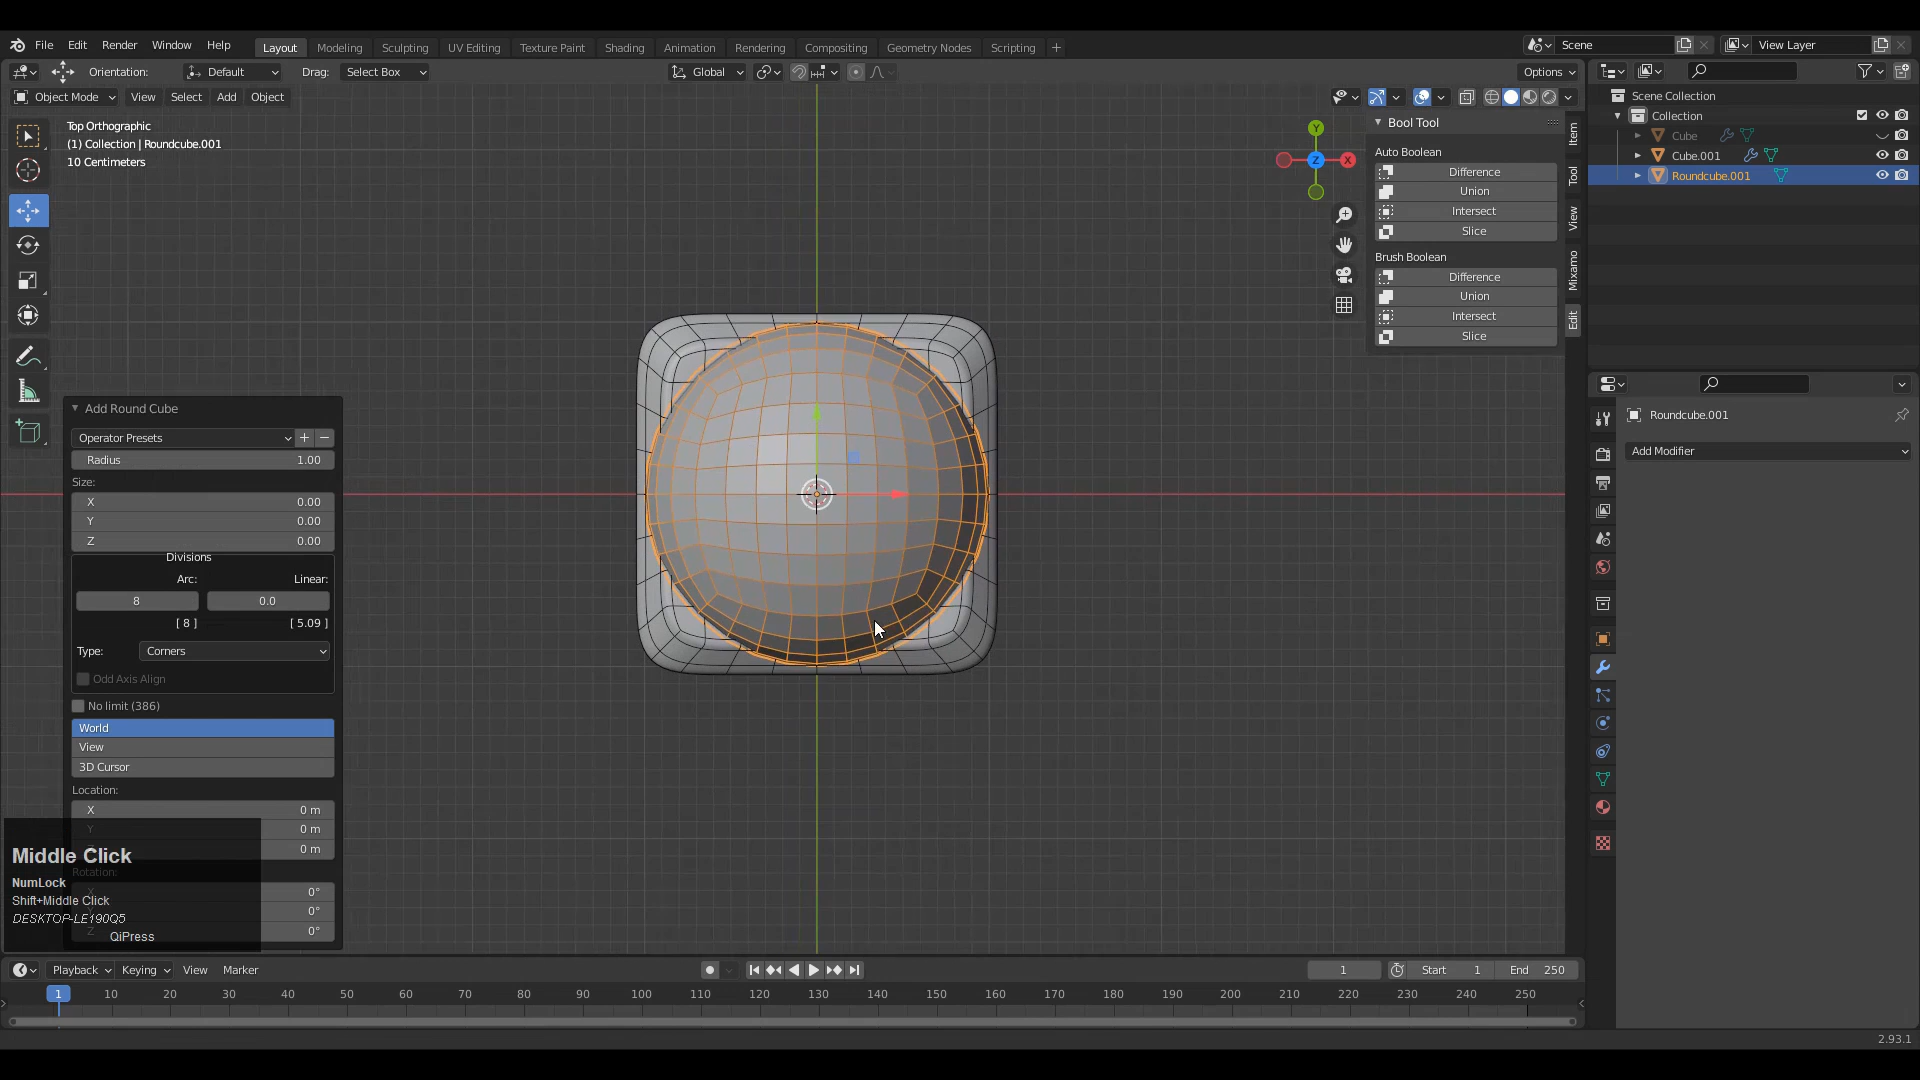 File Edit Render Window Help Layout Modeling Sculpting UV Editing Texture Paint Shading Animation Rendering Compositing Geometry Nodes Scripting + Scene View Layer
Orientation: Default Drag: Select Box Global Options
Object Mode View Select Add Object
Top Orthographic
(1) Collection | Roundcube.001
10 Centimeters
Y
Z
X
Bool Tool
Auto Boolean
Difference
Union
Intersect
Slice
Brush Boolean
Difference
Union
Intersect
Slice
Item
Tool
View
Mixamo
Edit
Scene Collection
Collection
Cube
Cube.001
Roundcube.001
Roundcube.001
Add Modifier
Add Round Cube
Operator Presets
Radius 1.00
Size:
X 0.00
Y 0.00
Z 0.00
Divisions
Arc: Linear:
8 0.0
[ 8 ] [ 5.09 ]
Type: Corners
Odd Axis Align
No limit (386)
World
View
3D Cursor
Location:
X 0 m
Y 0 m
0 m
Rotation:
X 0°
Y 0°
Z 0°
Middle Click
NumLock
Shift+Middle Click
DESKTOP-LE190Q5
QiPress
Playback Keying View Marker 1 Start 1 End 250
1 10 20 30 40 50 60 70 80 90 100 110 120 130 140 150 160 170 180 190 200 210 220 230 240 250
2.93.1